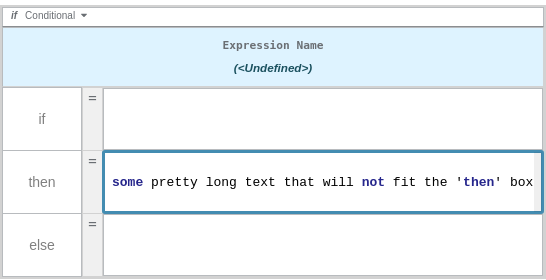 if Conditional
Expression Name
(<Undefined>)
if =
then = some pretty long text that will not fit the 'then' box
else =